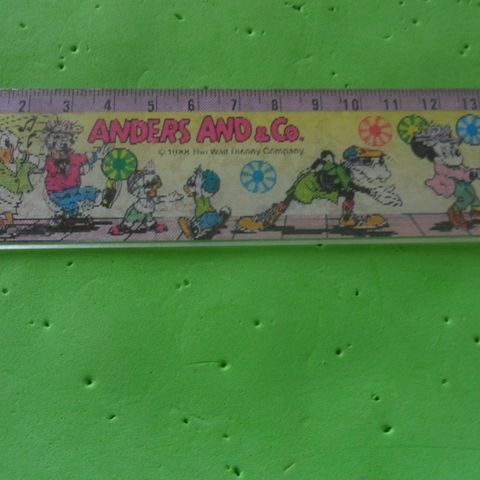 2 3 4 5 6 7 8 9 10 11 12 13
ANDERS AND & Co.
© 1988 The Walt Disney Company